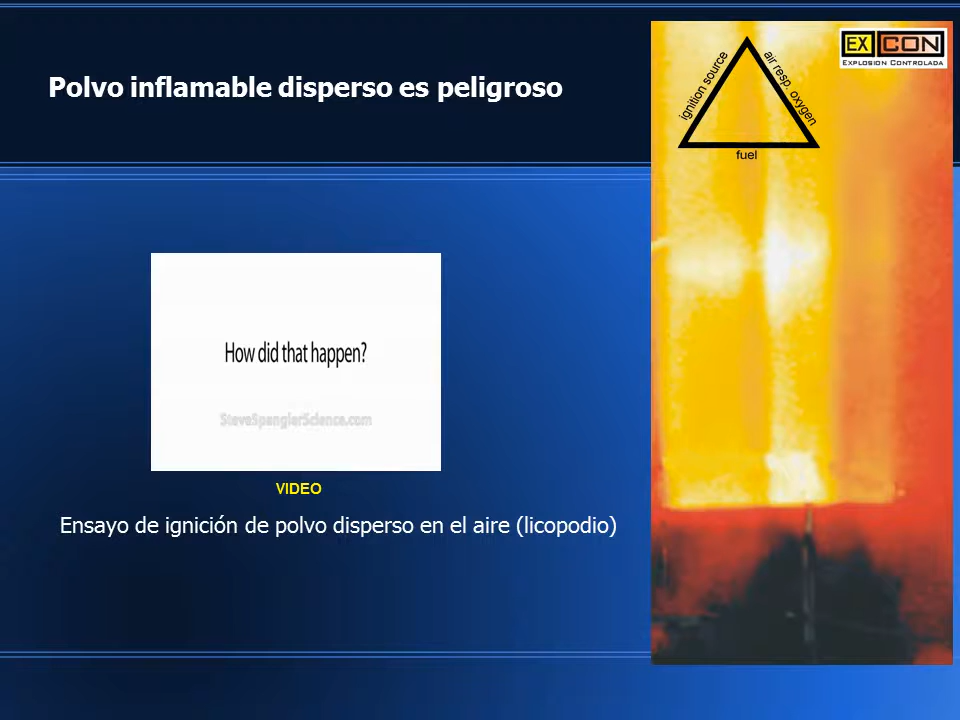 Polvo inflamable disperso es peligroso
EX CON
EXPLOSION CONTROLADA
ignition source
air resp. oxygen
fuel
How did that happen?
SteveSpanglerScience.com
VIDEO
Ensayo de ignición de polvo disperso en el aire (licopodio)